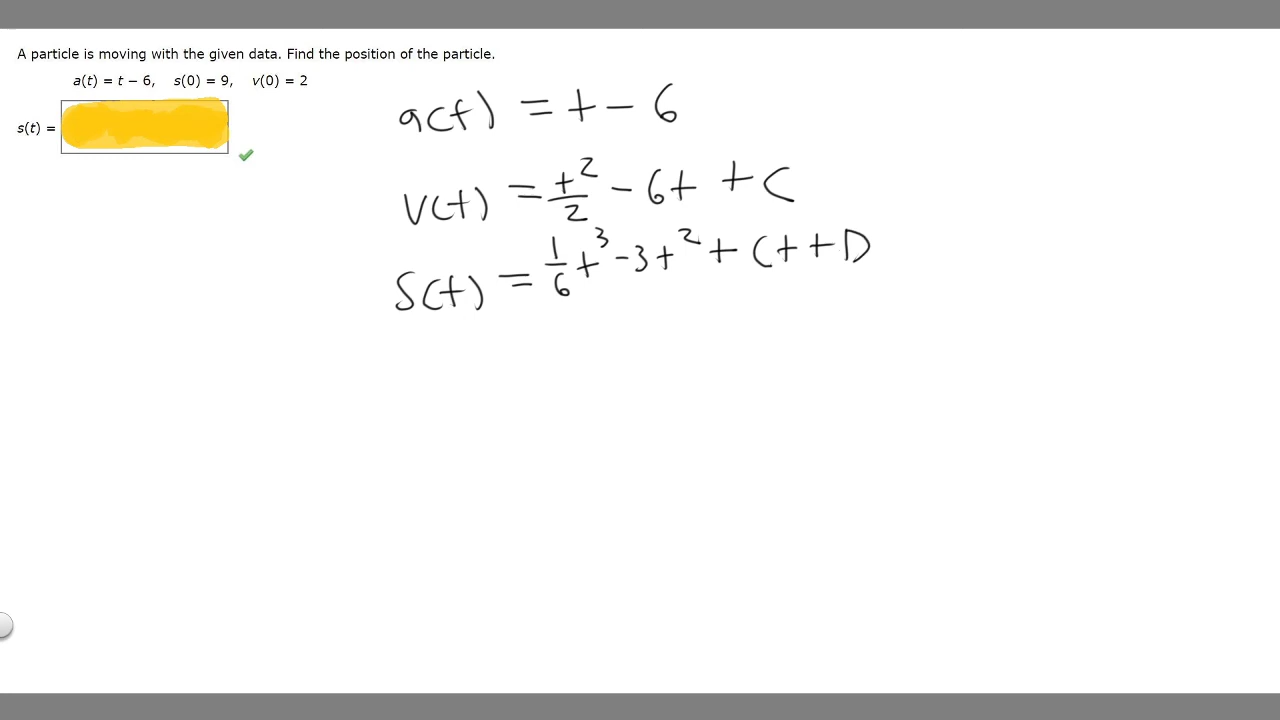 A particle is moving with the given data. Find the position of the particle.
a(t) = t − 6, s(0) = 9, v(0) = 2
s(t) =
a(t) = t − 6
v(t) = t²/2 − 6t + C
s(t) = 1/6 t³ − 3t² + Ct + D